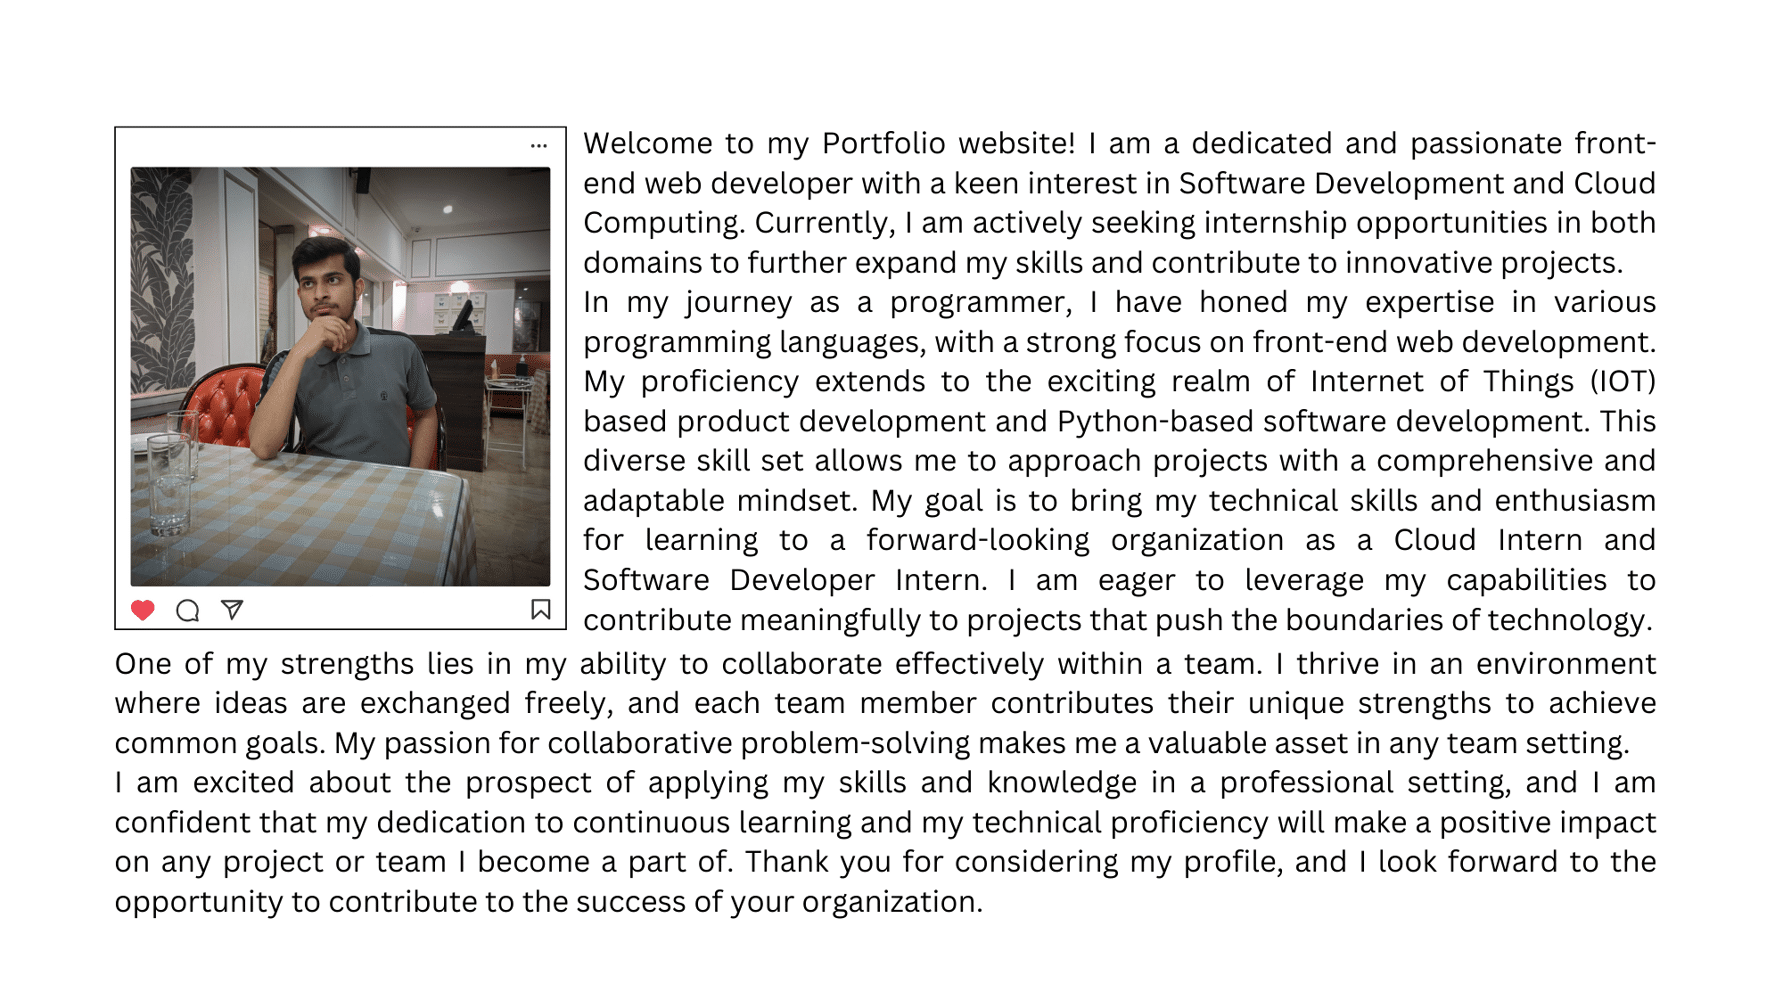 Welcome to my Portfolio website! I am a dedicated and passionate front-
end web developer with a keen interest in Software Development and Cloud
Computing. Currently, I am actively seeking internship opportunities in both
domains to further expand my skills and contribute to innovative projects.
In my journey as a programmer, I have honed my expertise in various
programming languages, with a strong focus on front-end web development.
My proficiency extends to the exciting realm of Internet of Things (IOT)
based product development and Python-based software development. This
diverse skill set allows me to approach projects with a comprehensive and
adaptable mindset. My goal is to bring my technical skills and enthusiasm
for learning to a forward-looking organization as a Cloud Intern and
Software Developer Intern. I am eager to leverage my capabilities to
contribute meaningfully to projects that push the boundaries of technology.
One of my strengths lies in my ability to collaborate effectively within a team. I thrive in an environment
where ideas are exchanged freely, and each team member contributes their unique strengths to achieve
common goals. My passion for collaborative problem-solving makes me a valuable asset in any team setting.
I am excited about the prospect of applying my skills and knowledge in a professional setting, and I am
confident that my dedication to continuous learning and my technical proficiency will make a positive impact
on any project or team I become a part of. Thank you for considering my profile, and I look forward to the
opportunity to contribute to the success of your organization.